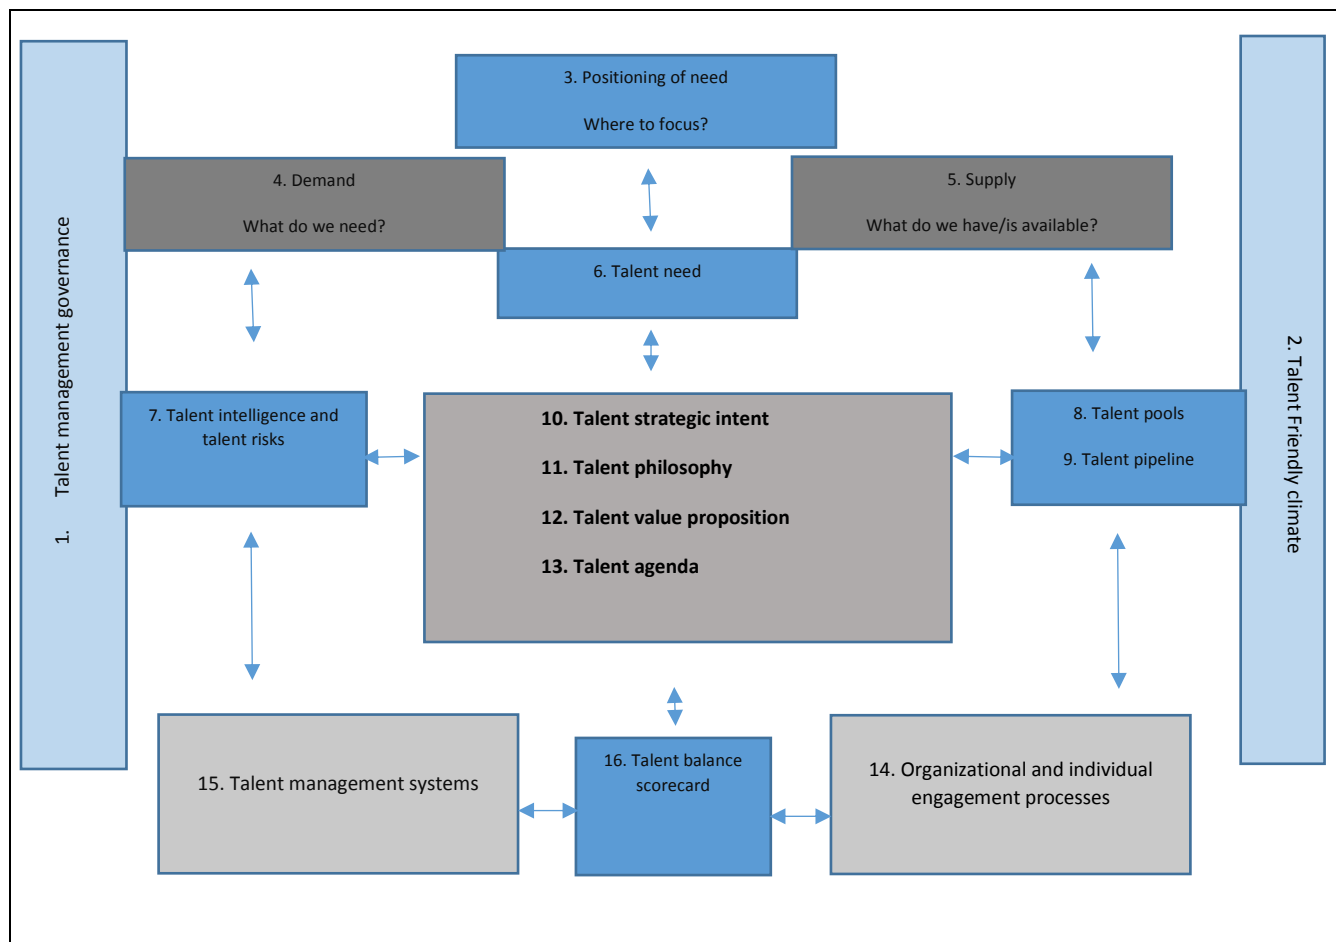 1. Talent management governance
2. Talent Friendly climate
3. Positioning of need
Where to focus?
4. Demand
What do we need?
5. Supply
What do we have/is available?
6. Talent need
7. Talent intelligence and
talent risks
8. Talent pools
9. Talent pipeline
10. Talent strategic intent
11. Talent philosophy
12. Talent value proposition
13. Talent agenda
15. Talent management systems
16. Talent balance
scorecard
14. Organizational and individual
engagement processes